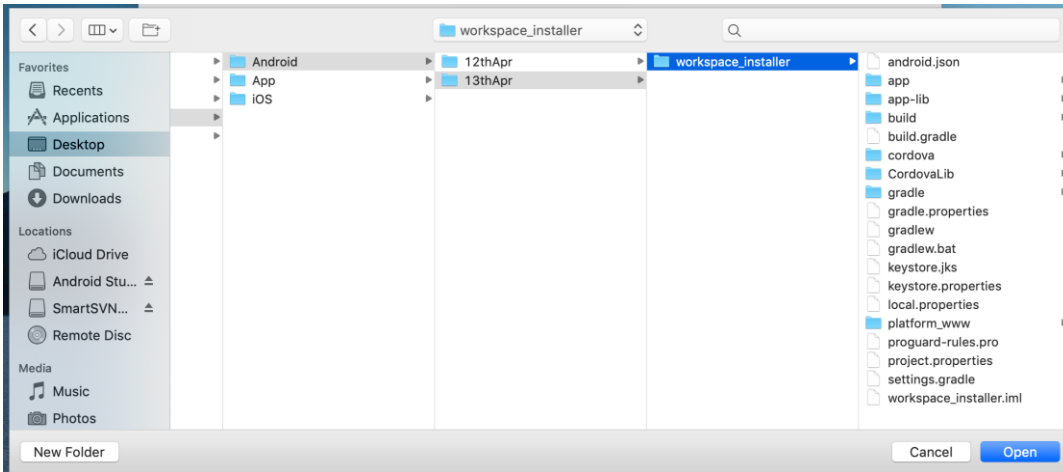 workspace_installer
Favorites
Recents
Applications
Desktop
Documents
Downloads
Locations
iCloud Drive
Android Stu...
SmartSVN...
Remote Disc
Media
Music
Photos
Android
App
iOS
12thApr
13thApr
workspace_installer
android.json
app
app-lib
build
build.gradle
cordova
CordovaLib
gradle
gradle.properties
gradlew
gradlew.bat
keystore.jks
keystore.properties
local.properties
platform_www
proguard-rules.pro
project.properties
settings.gradle
workspace_installer.iml
New Folder
Cancel
Open